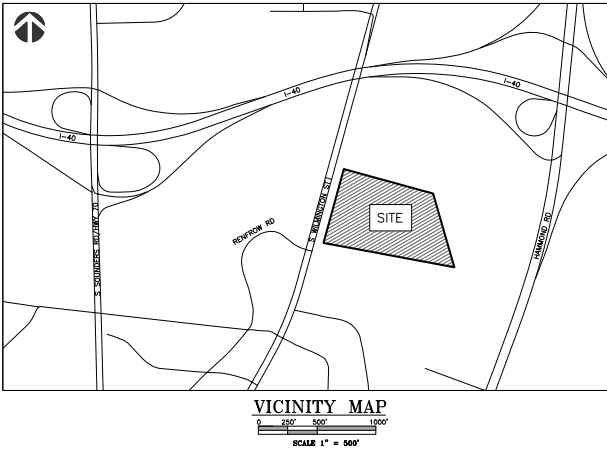 I-40
I-40
I-40
S SOUNDERS RD/HWY 70
RENFROW RD
S WILMINGTON ST
SITE
HAMMOND RD
VICINITY MAP
0 250' 500' 1000'
SCALE 1" = 500'